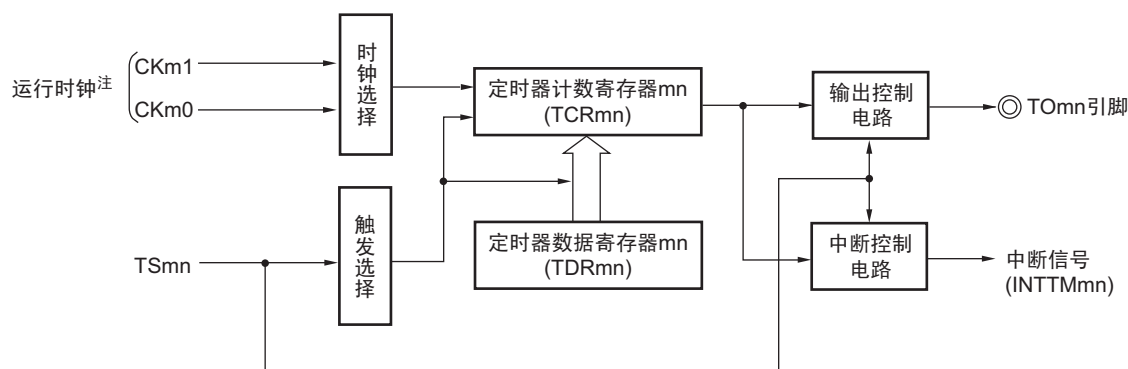 运行时钟注
CKm1
CKm0
时钟选择
定时器计数寄存器mn
(TCRmn)
输出控制
电路
TOmn引脚
TSmn
触发选择
定时器数据寄存器mn
(TDRmn)
中断控制
电路
中断信号
(INTTMmn)